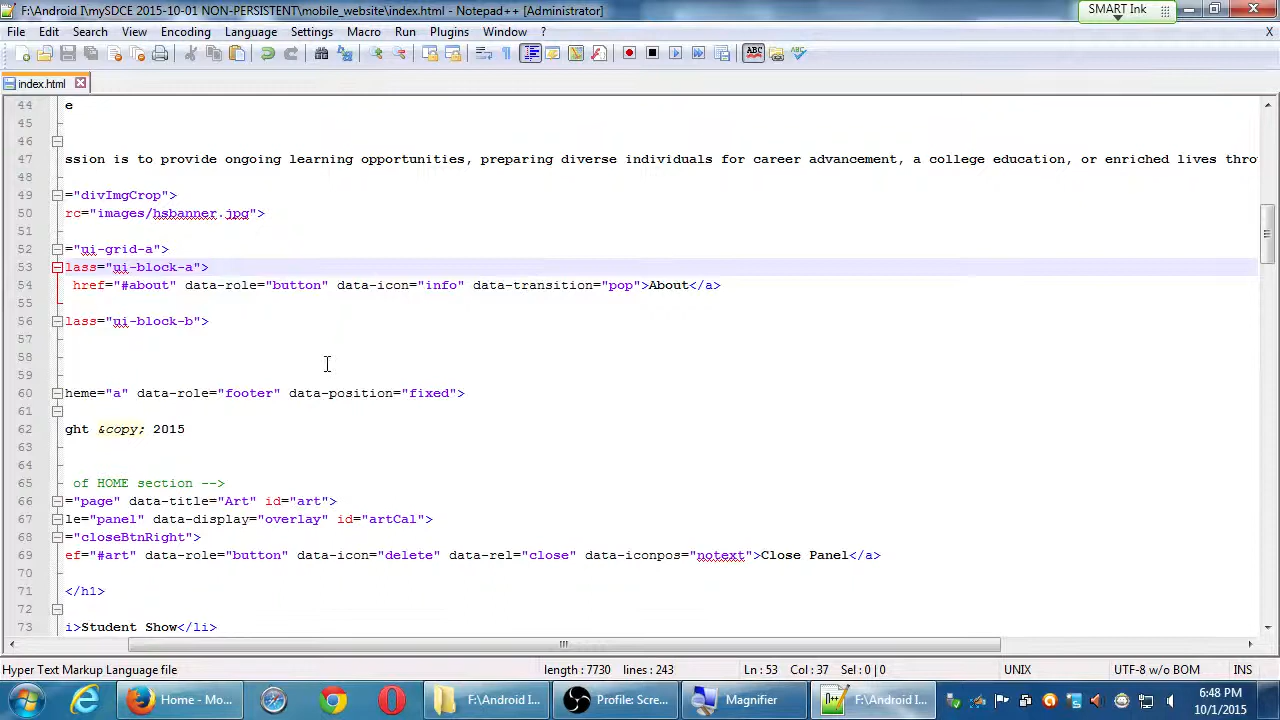 F:\Android I\mySDCE 2015-10-01 NON-PERSISTENT\mobile_website\index.html - Notepad++ [Administrator]
SMART Ink
File Edit Search View Encoding Language Settings Macro Run Plugins Window ? X
index.html
44 e
45
46
47 ssion is to provide ongoing learning opportunities, preparing diverse individuals for career advancement, a college education, or enriched lives thro
48
49 ="divImgCrop">
50 rc="images/hsbanner.jpg">
51
52 ="ui-grid-a">
53 lass="ui-block-a">
54 href="#about" data-role="button" data-icon="info" data-transition="pop">About</a>
55
56 lass="ui-block-b">
57
58
59
60 heme="a" data-role="footer" data-position="fixed">
61
62 ght &copy; 2015
63
64
65 of HOME section -->
66 ="page" data-title="Art" id="art">
67 le="panel" data-display="overlay" id="artCal">
68 ="closeBtnRight">
69 ef="#art" data-role="button" data-icon="delete" data-rel="close" data-iconpos="notext">Close Panel</a>
70
71 </h1>
72
73 i>Student Show</li>
Hyper Text Markup Language file length : 7730 lines : 243 Ln : 53 Col : 37 Sel : 0 | 0 UNIX UTF-8 w/o BOM INS
Home - Mo... F:\Android I... Profile: Scre... Magnifier F:\Android I... 6:48 PM
10/1/2015